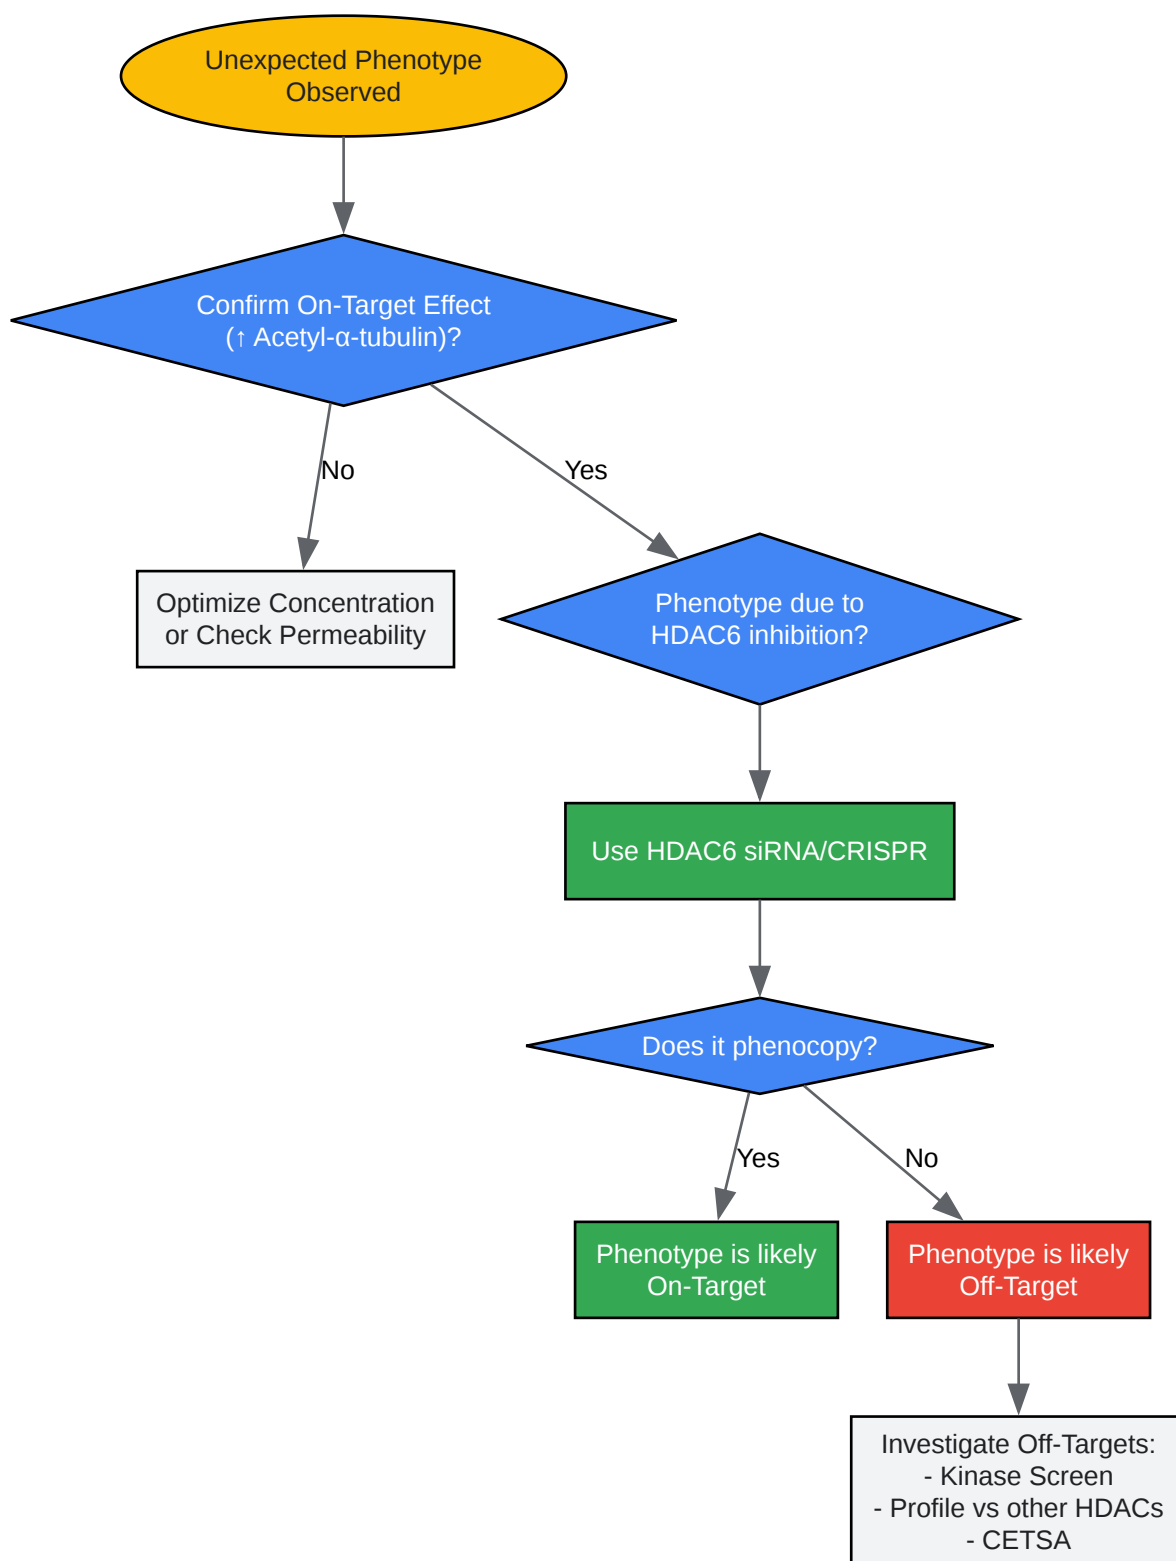 Unexpected Phenotype
Observed
Confirm On-Target Effect
(↑ Acetyl-α-tubulin)?
No
Yes
Optimize Concentration
or Check Permeability
Phenotype due to
HDAC6 inhibition?
Use HDAC6 siRNA/CRISPR
Does it phenocopy?
Yes
No
Phenotype is likely
On-Target
Phenotype is likely
Off-Target
Investigate Off-Targets:
- Kinase Screen
- Profile vs other HDACs
- CETSA